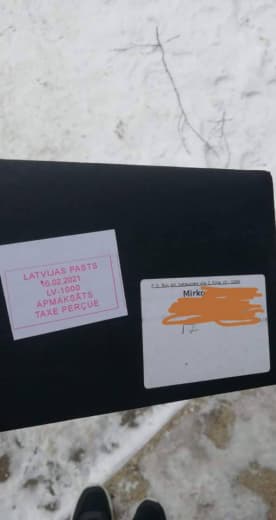 LATVIJAS PASTS
10.02.2021
LV-1000
APMAKSĀTS
TAXE PERÇUE
Mirko